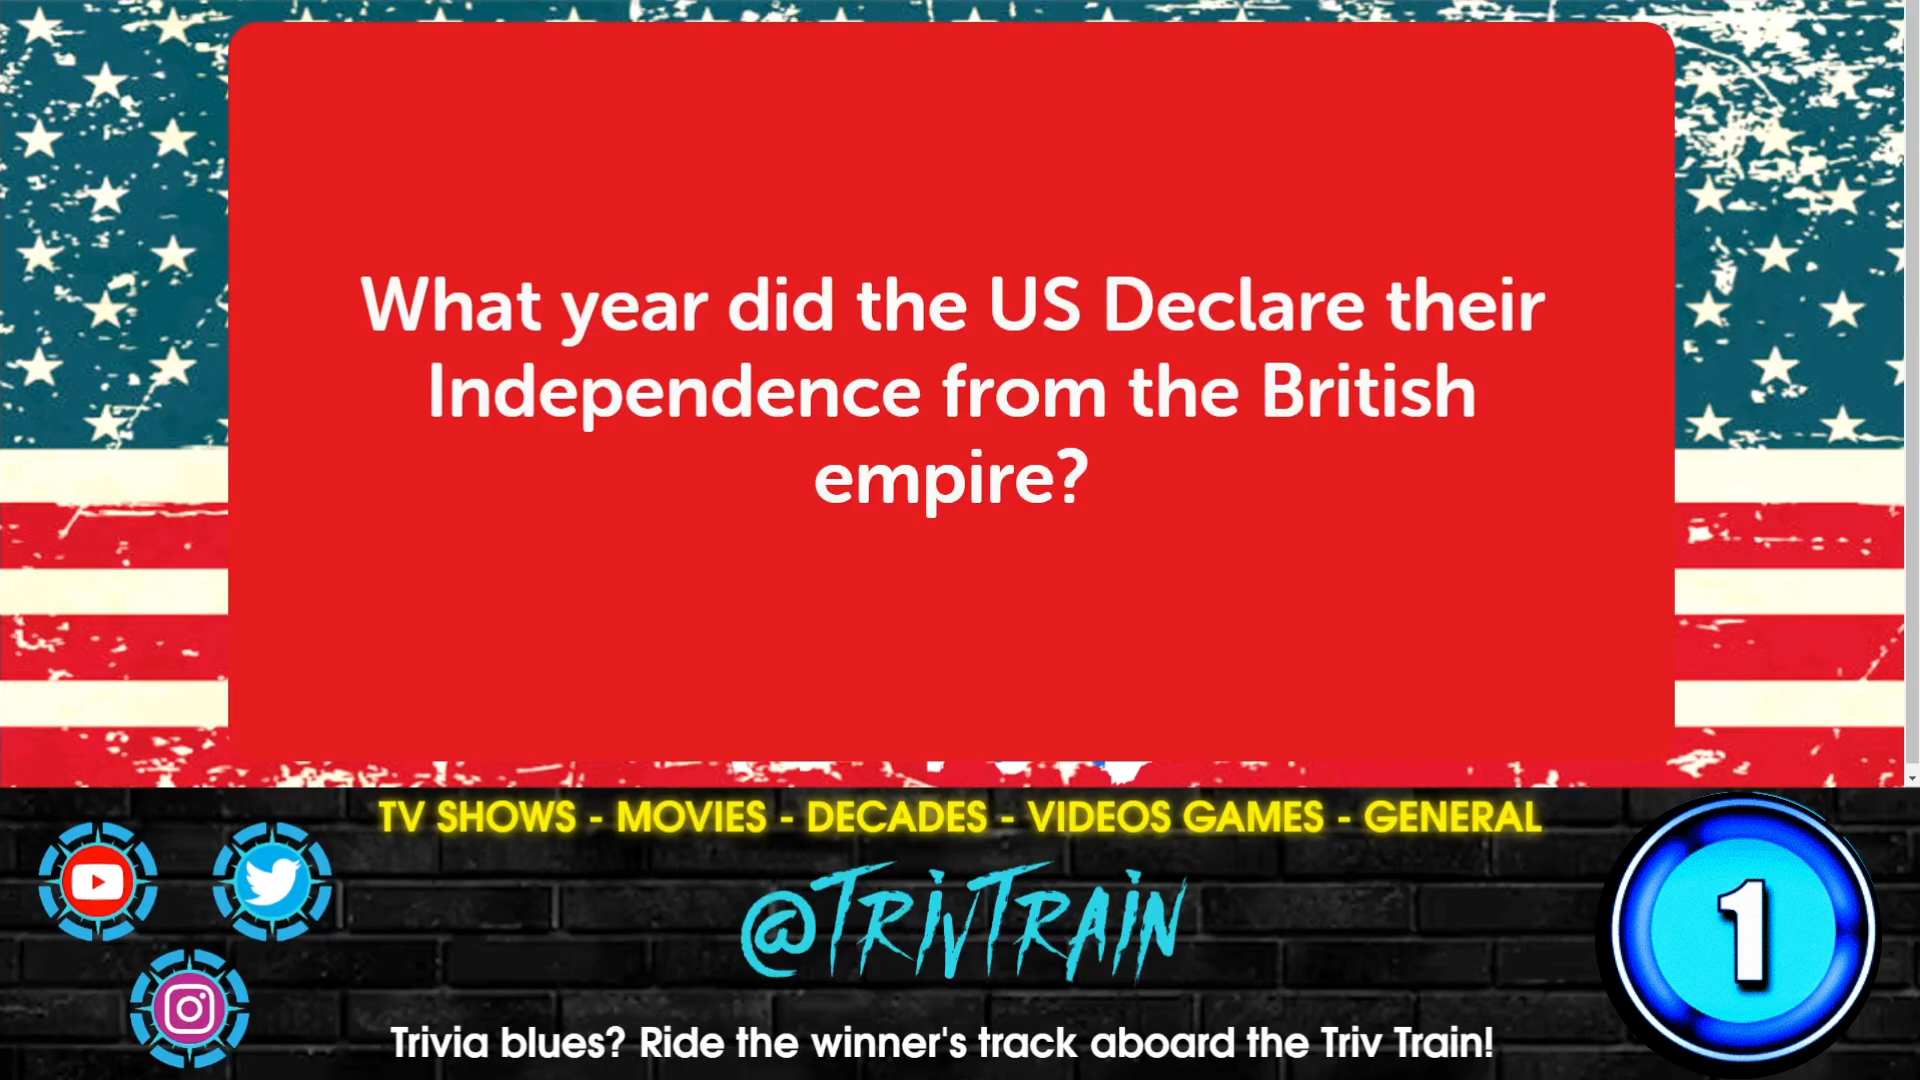 What year did the US Declare their
Independence from the British
empire?
TV SHOWS - MOVIES - DECADES - VIDEOS GAMES - GENERAL
@TRIVTRAIN
1
Trivia blues? Ride the winner's track aboard the Triv Train!